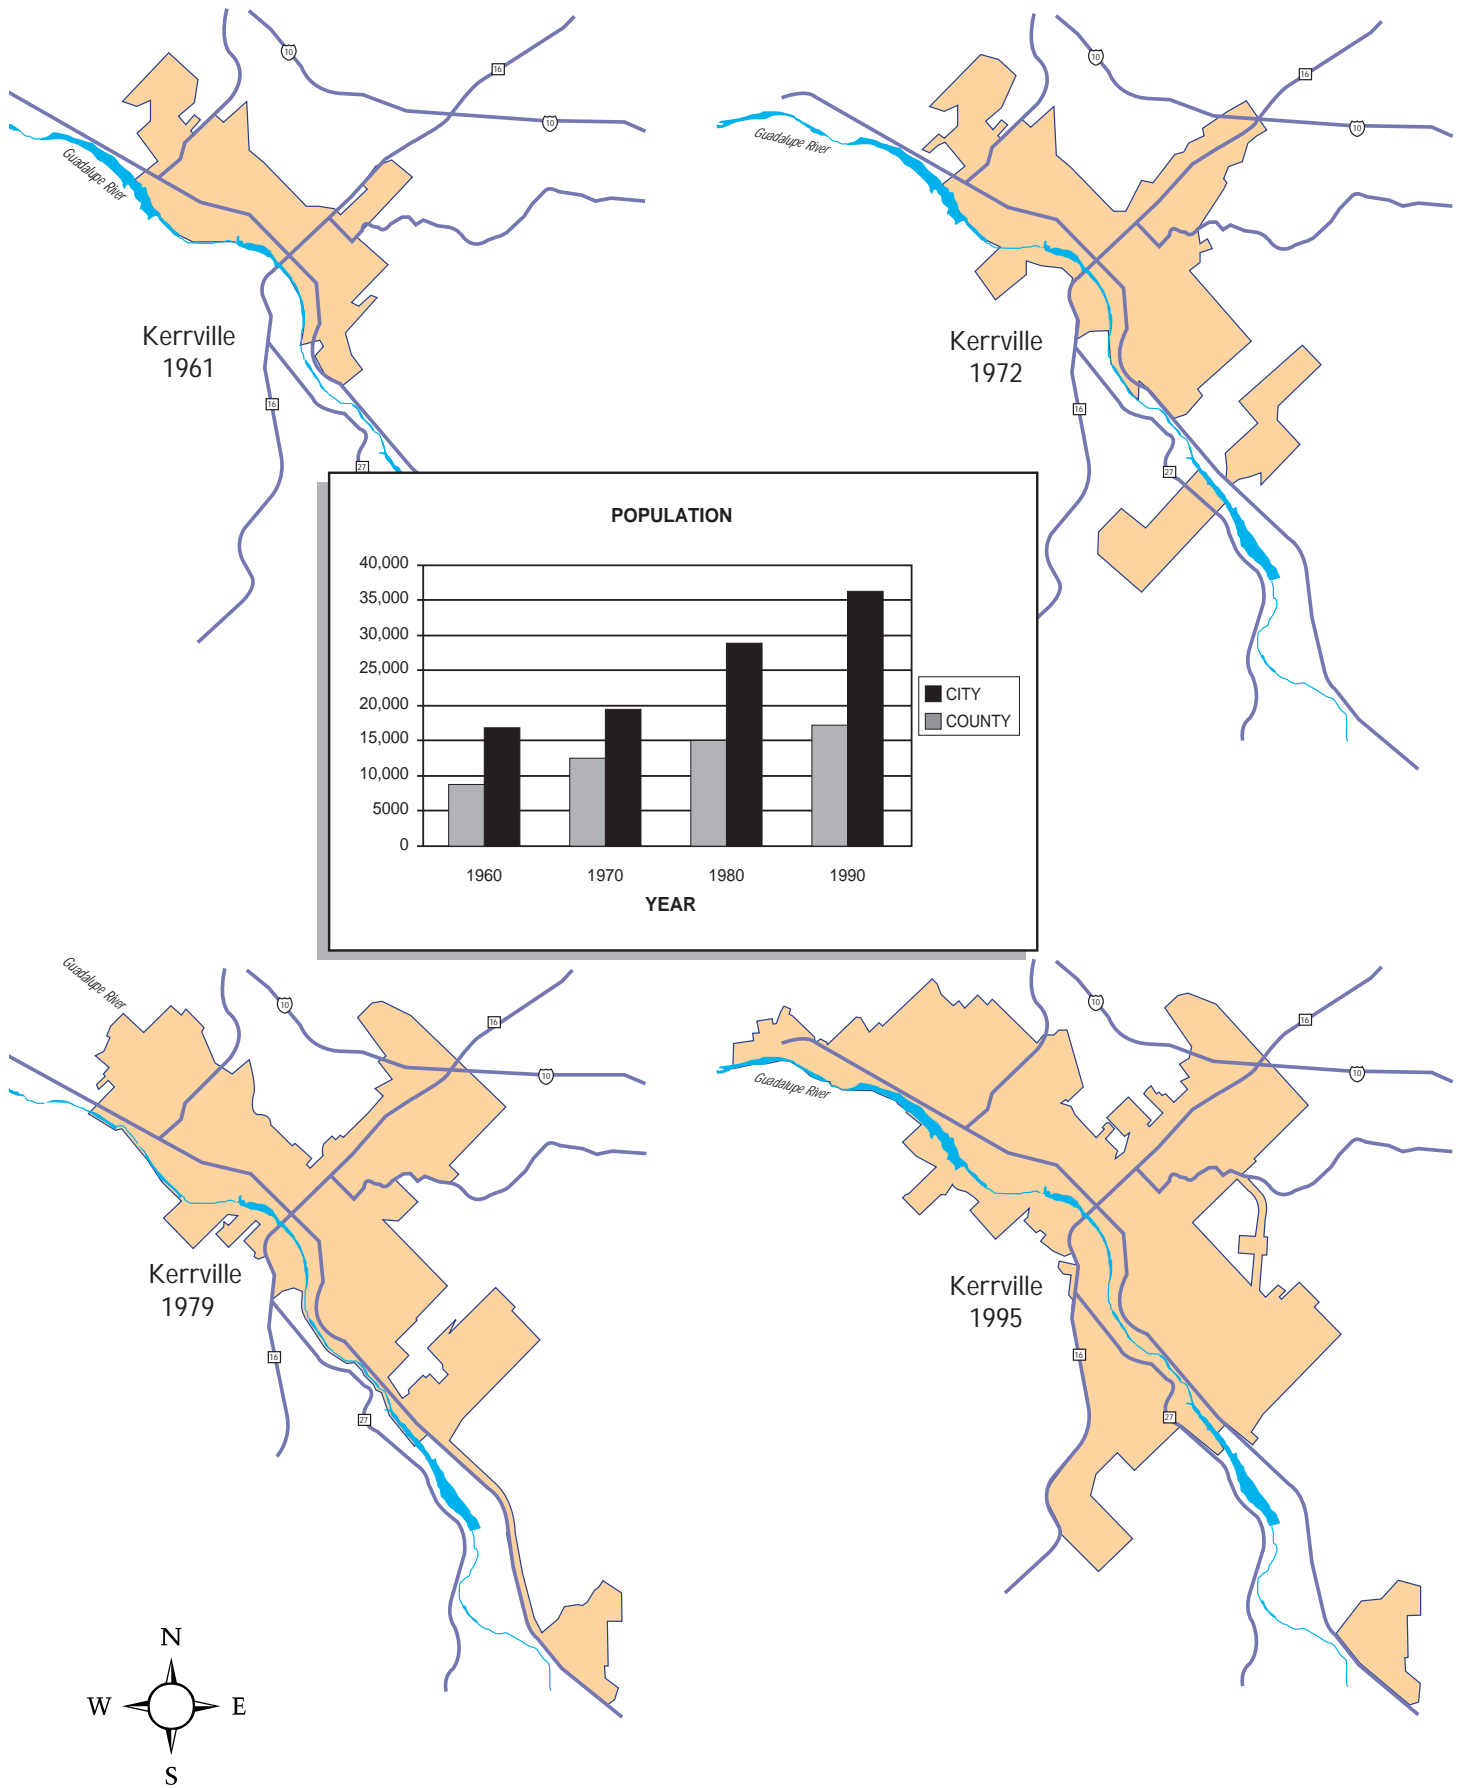 10
16
10
Guadalupe River
Kerrville
1961
16
27
10
16
10
Guadalupe River
Kerrville
1972
16
27
POPULATION
40,000
35,000
30,000
25,000
20,000
15,000
10,000
5000
0
1960 1970 1980 1990
YEAR
CITY
COUNTY
Guadalupe River
10
16
10
Kerrville
1979
16
27
10
16
10
Guadalupe River
Kerrville
1995
16
27
N
W E
S